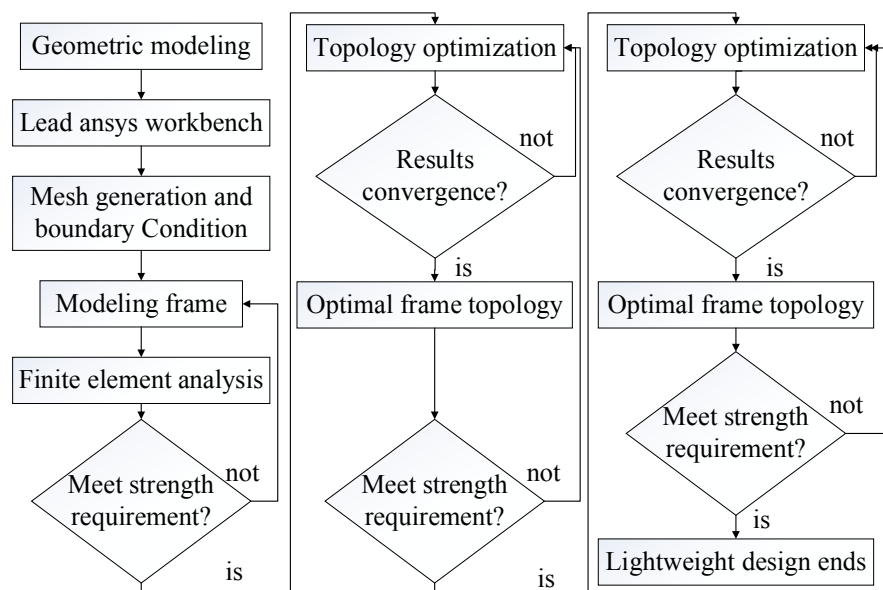 Geometric modeling
Lead ansys workbench
Mesh generation and
boundary Condition
Modeling frame
Finite element analysis
Meet strength
requirement?
not
is
Topology optimization
Results
convergence?
not
is
Optimal frame topology
Meet strength
requirement?
not
is
Topology optimization
Results
convergence?
not
is
Optimal frame topology
Meet strength
requirement?
not
is
Lightweight design ends